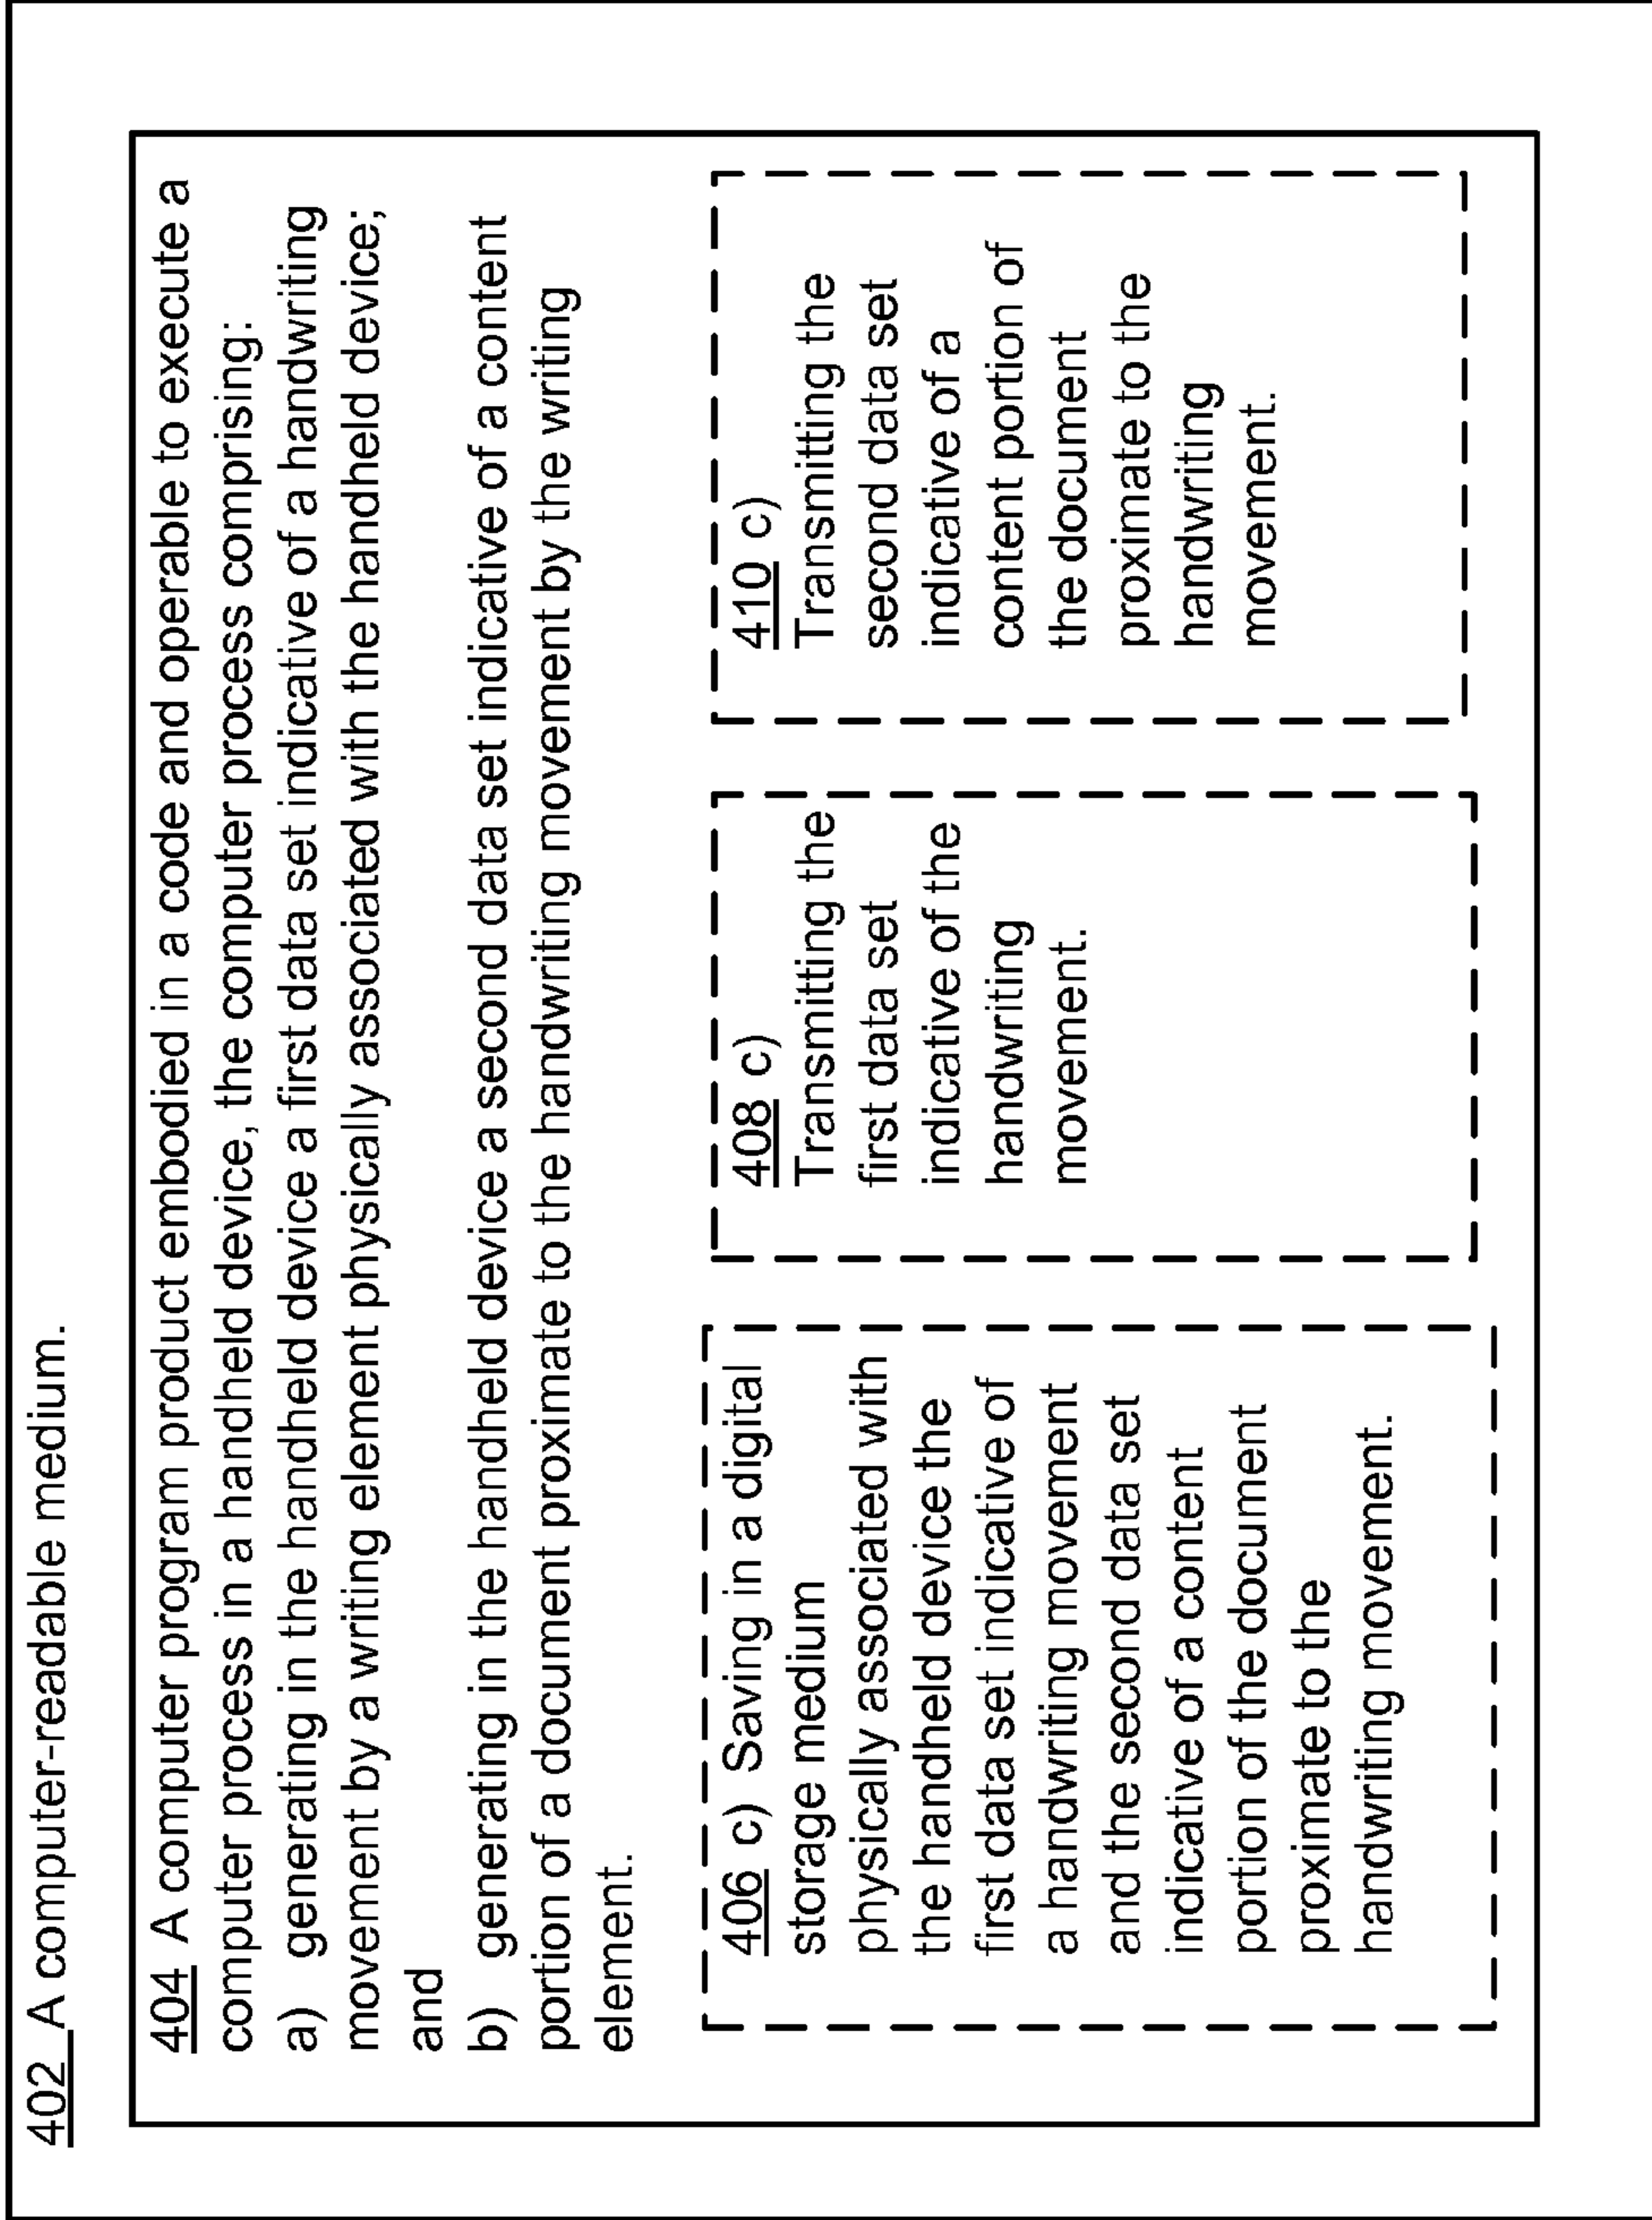 402 A computer-readable medium.
404 A computer program product embodied in a code and operable to execute a
computer process in a handheld device, the computer process comprising:
a) generating in the handheld device a first data set indicative of a handwriting
movement by a writing element physically associated with the handheld device;
and
b) generating in the handheld device a second data set indicative of a content
portion of a document proximate to the handwriting movement by the writing
element.
406 c) Saving in a digital
storage medium
physically associated with
the handheld device the
first data set indicative of
a handwriting movement
and the second data set
indicative of a content
portion of the document
proximate to the
handwriting movement.
408 c)
Transmitting the
first data set
indicative of the
handwriting
movement.
410 c)
Transmitting the
second data set
indicative of a
content portion of
the document
proximate to the
handwriting
movement.